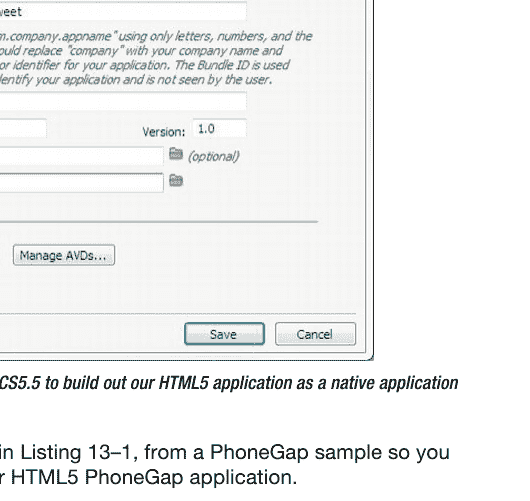 weet
m.company.appname" using only letters, numbers, and the
ould replace "company" with your company name and
or identifier for your application. The Bundle ID is used
dentify your application and is not seen by the user.
Version: 1.0
(optional)
Manage AVDs...
Save Cancel
CS5.5 to build out our HTML5 application as a native application
in Listing 13–1, from a PhoneGap sample so you
r HTML5 PhoneGap application.